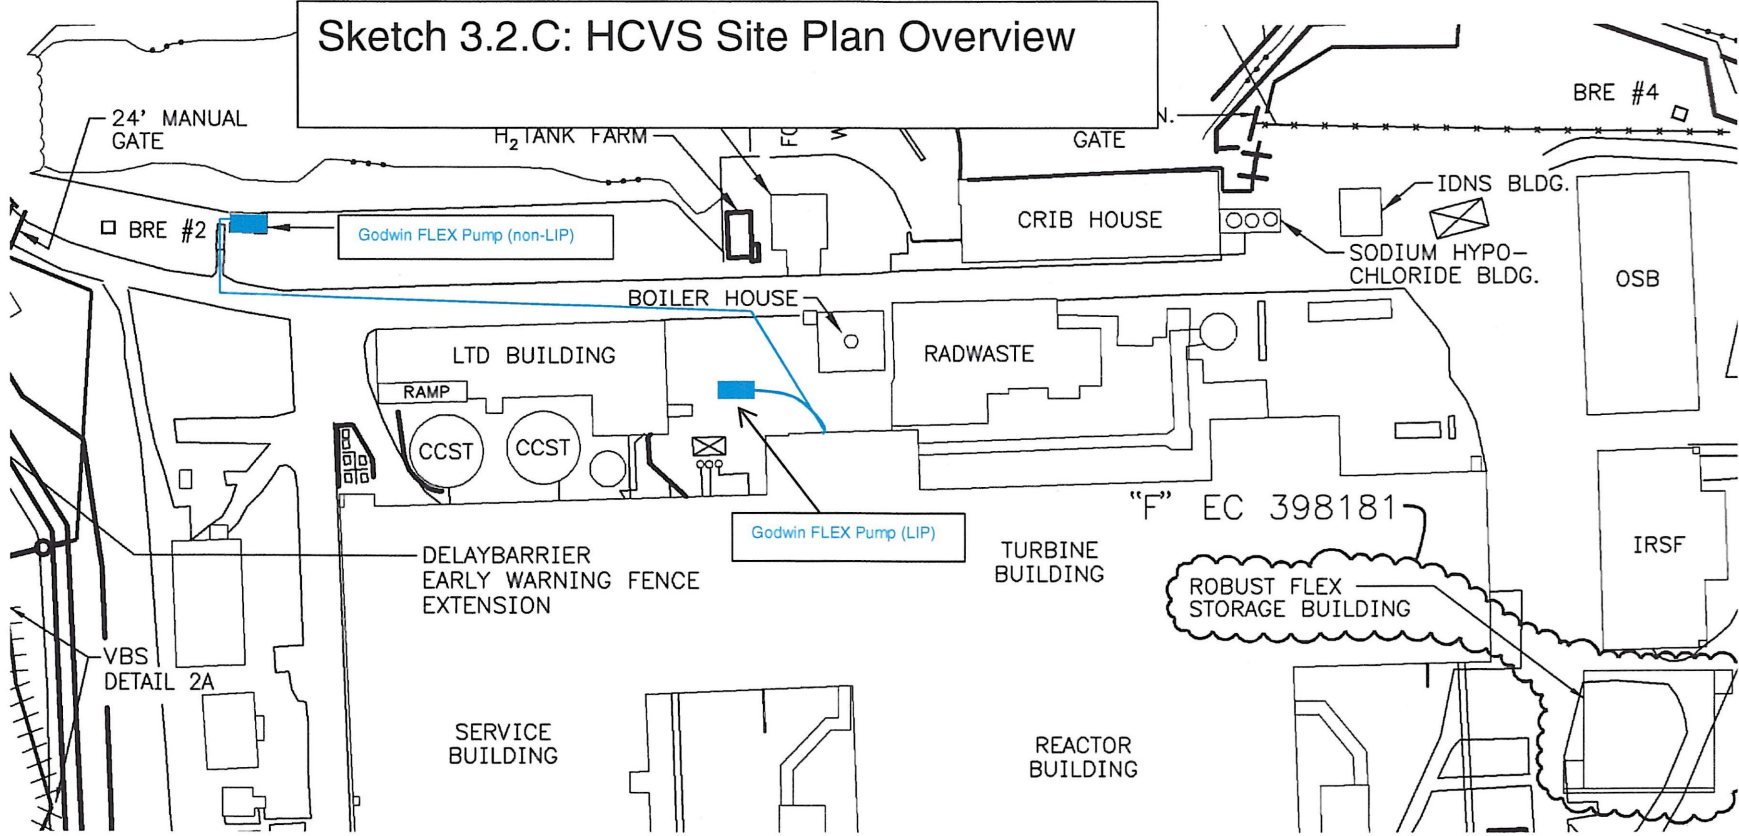 Sketch 3.2.C: HCVS Site Plan Overview
24' MANUAL
GATE
H₂ TANK FARM
N.
GATE
BRE #4
BRE #2
Godwin FLEX Pump (non-LIP)
CRIB HOUSE
IDNS BLDG.
SODIUM HYPO-
CHLORIDE BLDG.
OSB
BOILER HOUSE
LTD BUILDING
RADWASTE
RAMP
CCST
CCST
"F" EC 398181
Godwin FLEX Pump (LIP)
DELAYBARRIER
EARLY WARNING FENCE
EXTENSION
TURBINE
BUILDING
IRSF
ROBUST FLEX
STORAGE BUILDING
VBS
DETAIL 2A
SERVICE
BUILDING
REACTOR
BUILDING